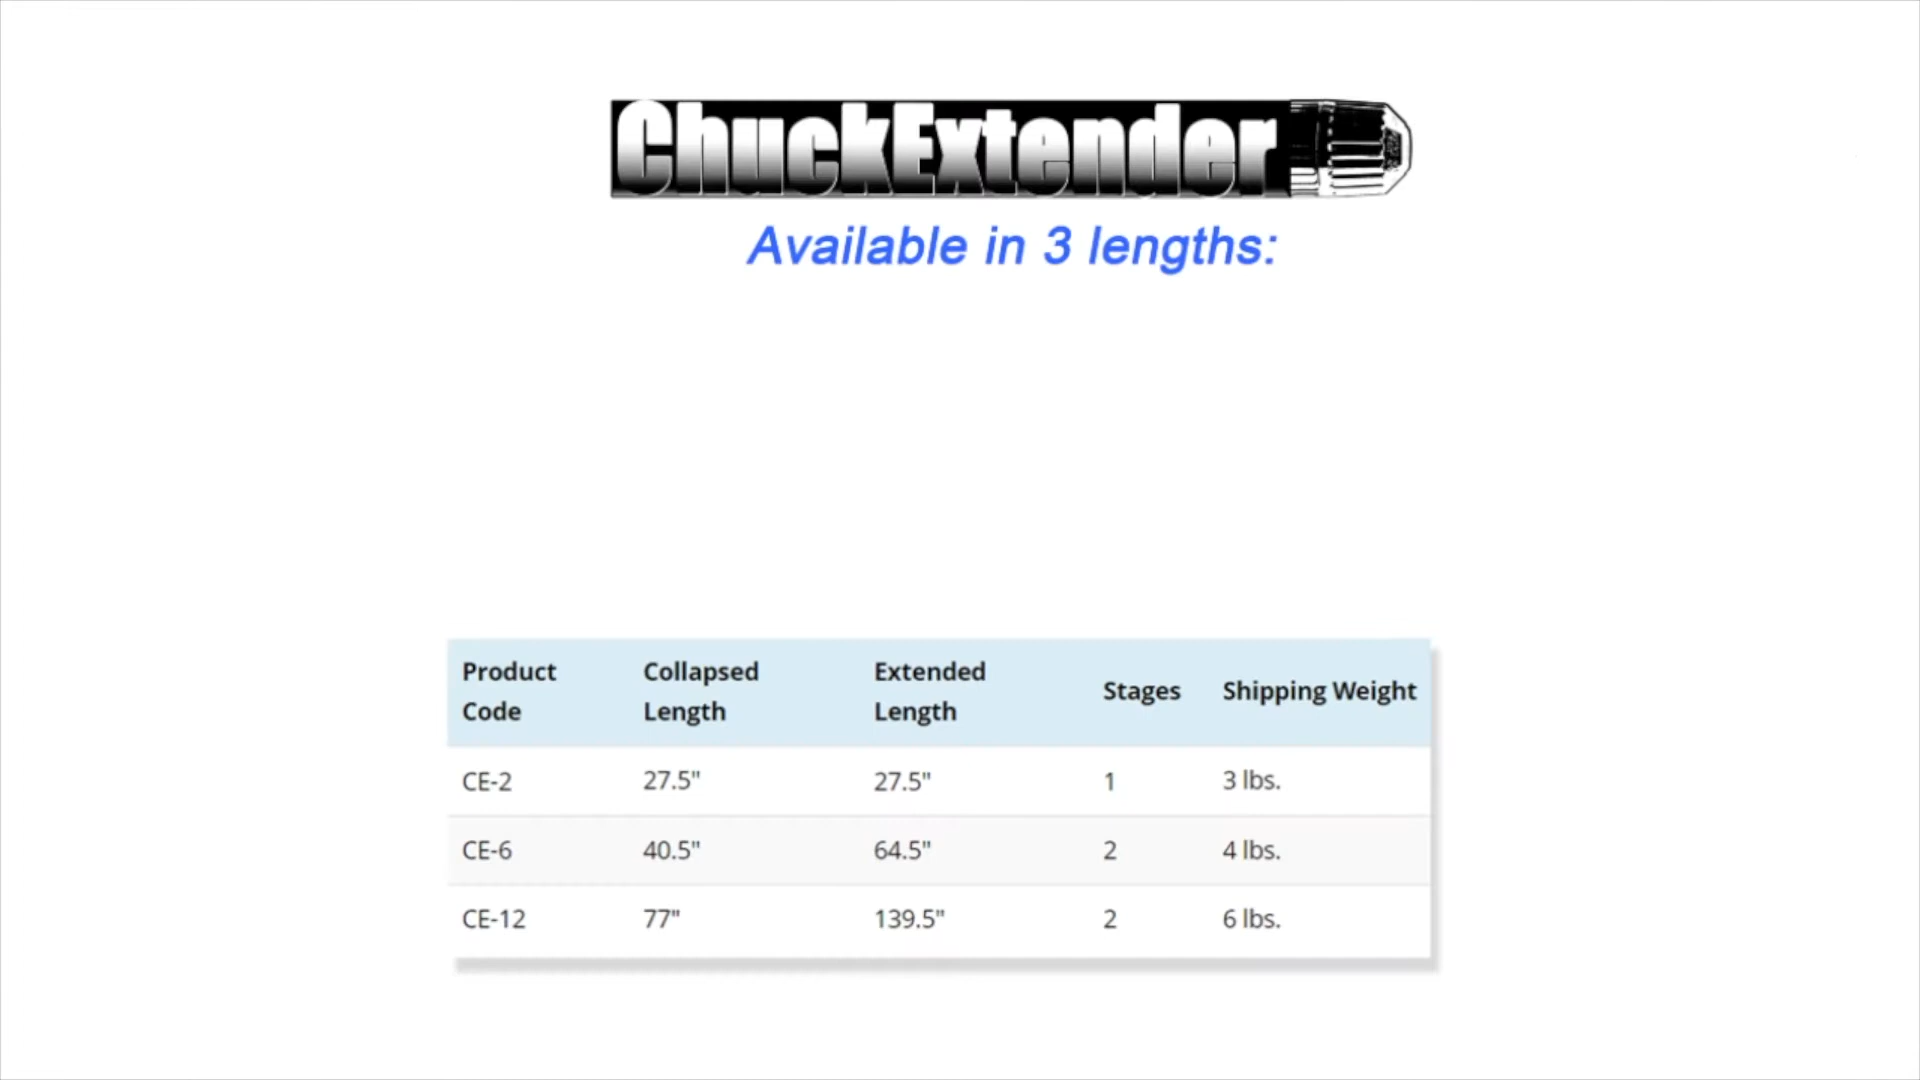 ChuckExtender
Available in 3 lengths:
Product Code Collapsed Length Extended Length Stages Shipping Weight
CE-2 27.5" 27.5" 1 3 lbs.
CE-6 40.5" 64.5" 2 4 lbs.
CE-12 77" 139.5" 2 6 lbs.